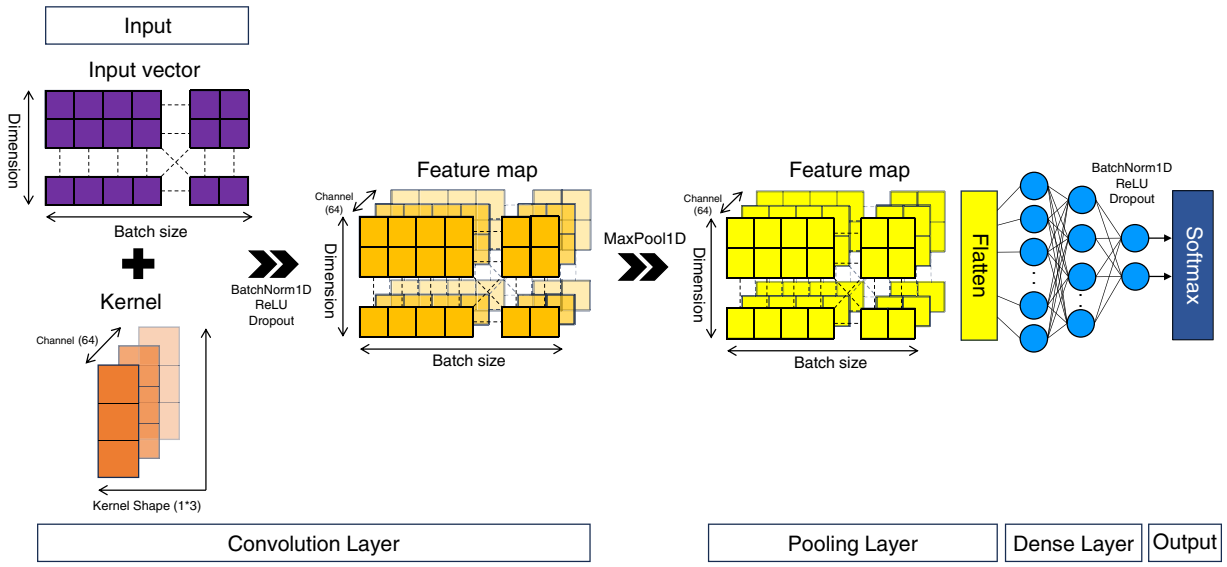 Input
Input vector
Dimension
Batch size
Kernel
Channel (64)
Kernel Shape (1*3)
BatchNorm1D
ReLU
Dropout
Feature map
Channel
(64)
Dimension
Batch size
MaxPool1D
Feature map
Channel
(64)
Dimension
Batch size
Flatten
BatchNorm1D
ReLU
Dropout
Softmax
Convolution Layer
Pooling Layer
Dense Layer
Output